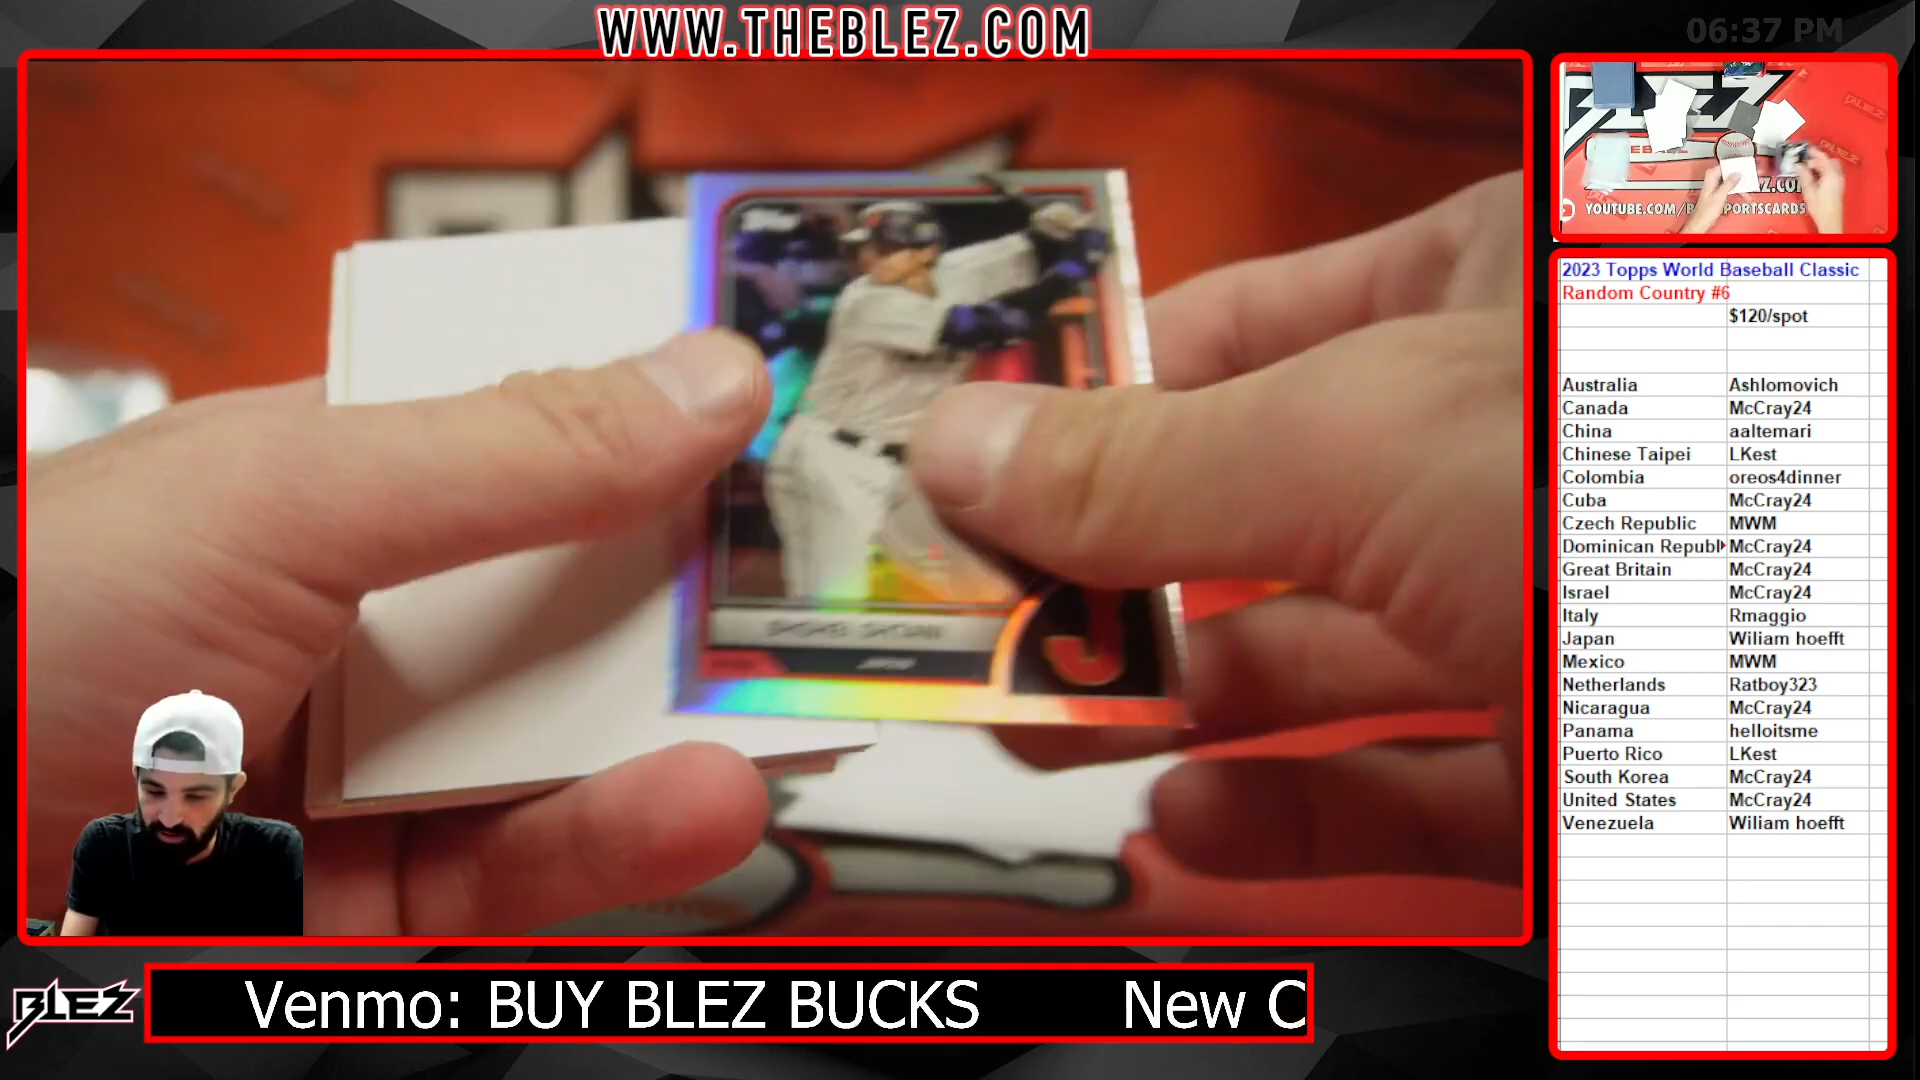 WWW.THEBLEZ.COM
06:37 PM
YOUTUBE.COM/
PORTSCARDS
2023 Topps World Baseball Classic
Random Country #6
$120/spot
Australia Ashlomovich
Canada McCray24
China aaltemari
Chinese Taipei LKest
Colombia oreos4dinner
Cuba McCray24
Czech Republic MWM
Dominican Republ McCray24
Great Britain McCray24
Israel McCray24
Italy Rmaggio
Japan Wiliam hoefft
Mexico MWM
Netherlands Ratboy323
Nicaragua McCray24
Panama helloitsme
Puerto Rico LKest
South Korea McCray24
United States McCray24
Venezuela Wiliam hoefft
BLEZ
Venmo: BUY BLEZ BUCKS New C